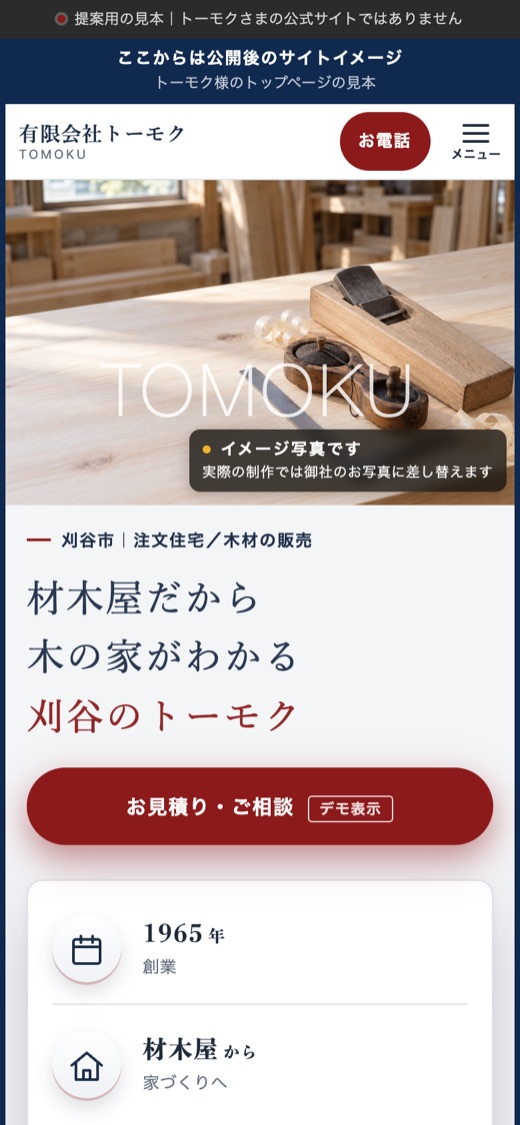 提案用の見本｜トーモクさまの公式サイトではありません
ここからは公開後のサイトイメージ
トーモク様のトップページの見本
有限会社トーモク
TOMOKU
お電話
メニュー
TOMOKU
イメージ写真です
実際の制作では御社のお写真に差し替えます
刈谷市｜注文住宅／木材の販売
材木屋だから
木の家がわかる
刈谷のトーモク
お見積り・ご相談 デモ表示
1965年
創業
材木屋から
家づくりへ